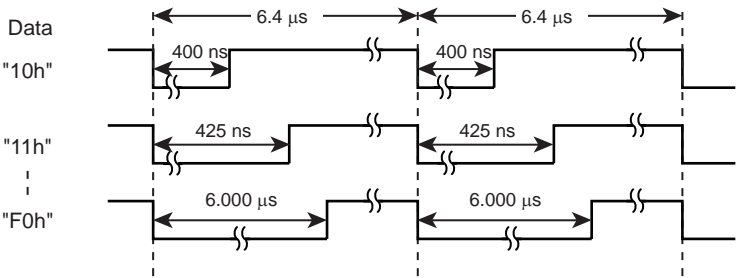 6.4 μs 6.4 μs
Data
400 ns 400 ns
"10h"
425 ns 425 ns
"11h"
6.000 μs 6.000 μs
"F0h"